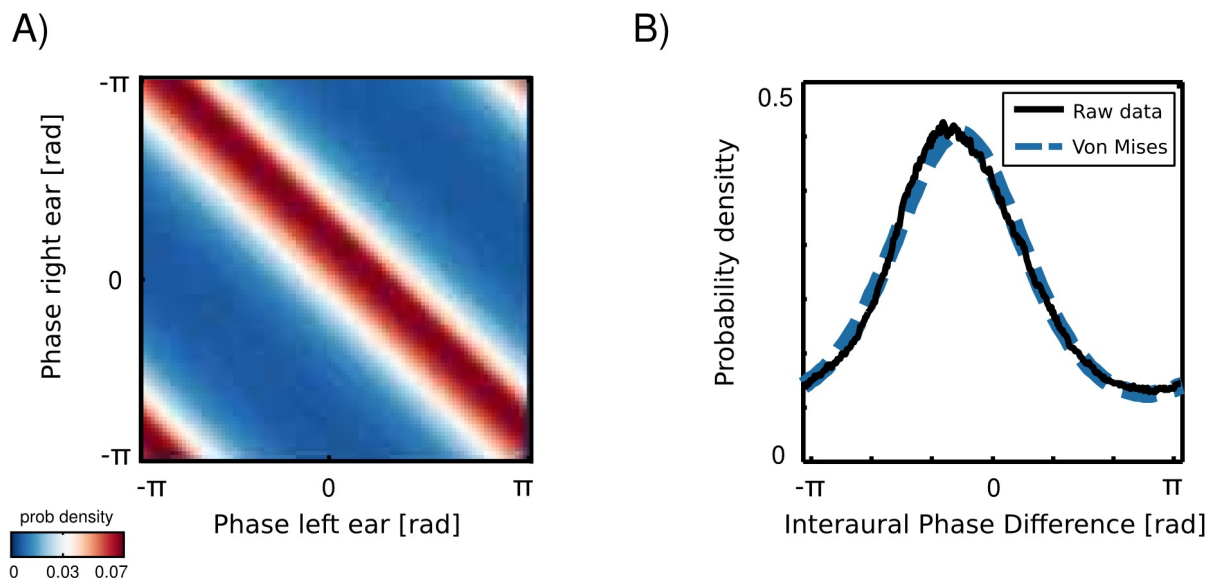 A)
-π
Phase right ear [rad]
0
-π
-π
0
π
Phase left ear [rad]
prob density
0
0.03
0.07
B)
0.5
Raw data
Von Mises
Probability density
0
-π
0
π
Interaural Phase Difference [rad]